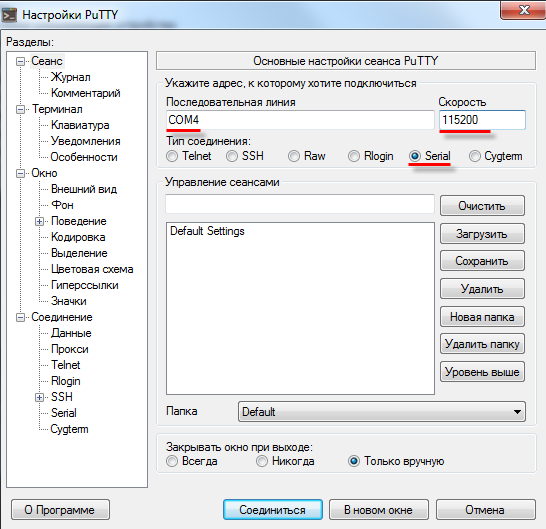 Настройки PuTTY
Разделы:
Сеанс
Журнал
Комментарий
Терминал
Клавиатура
Уведомления
Особенности
Окно
Внешний вид
Фон
Поведение
Кодировка
Выделение
Цветовая схема
Гиперссылки
Значки
Соединение
Данные
Прокси
Telnet
Rlogin
SSH
Serial
Cygterm
Основные настройки сеанса PuTTY
Укажите адрес, к которому хотите подключиться
Последовательная линия Скорость
COM4 115200
Тип соединения:
Telnet SSH Raw Rlogin Serial Cygterm
Управление сеансами
Очистить
Default Settings
Загрузить
Сохранить
Удалить
Новая папка
Удалить папку
Уровень выше
Папка Default
Закрывать окно при выходе:
Всегда Никогда Только вручную
О Программе Соединиться В новом окне Отмена